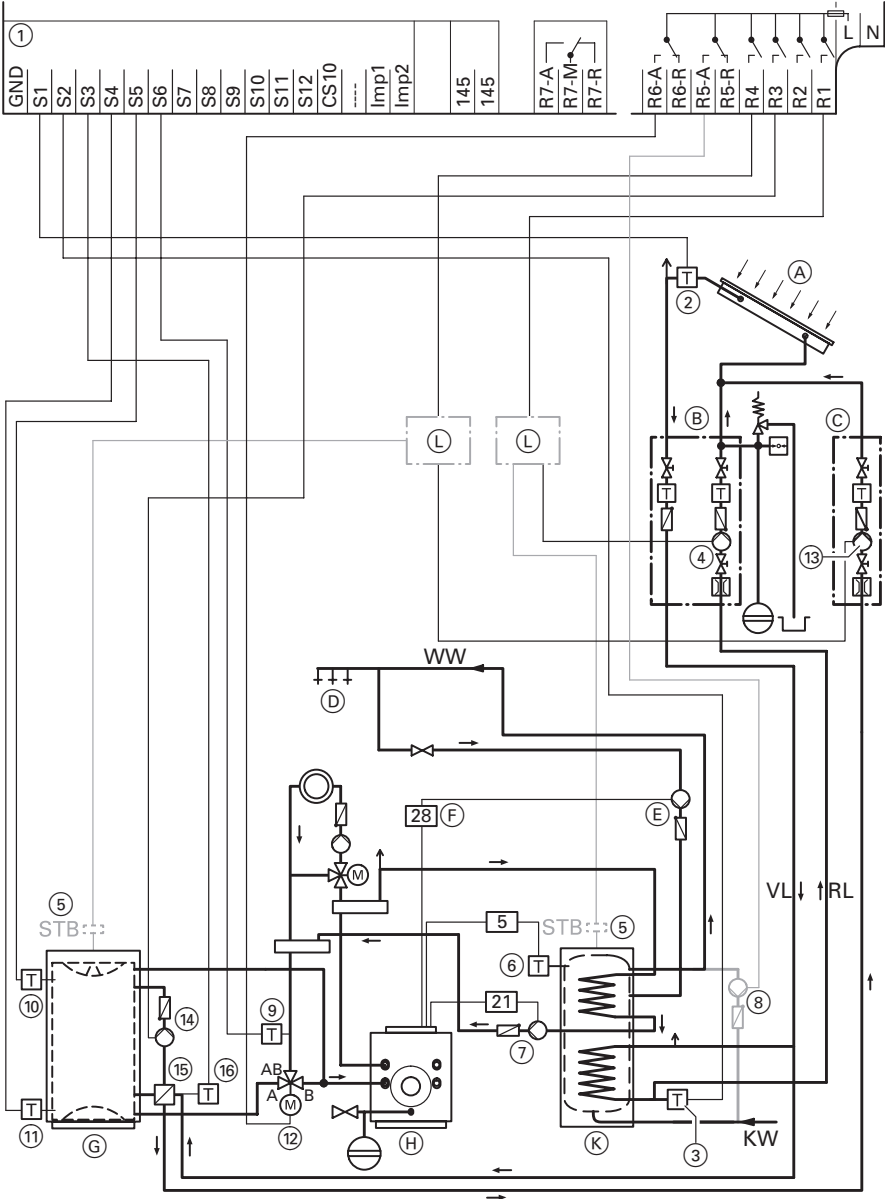 1
GND S1 S2 S3 S4 S5 S6 S7 S8 S9 S10 S11 S12 CS10 ---- Imp1 Imp2 145 145 R7-A R7-M R7-R R6-A R6-R R5-A R5-R R4 R3 R2 R1 L N
T A
2
B C
L L
T T T
4 13
WW
D
28 F E
M
VL RL
5 5 STB 5
STB
T 6 T
10 9 21 8
14 T 7
15 16 AB
T A B T
T M
11 12 KW
G H K 3